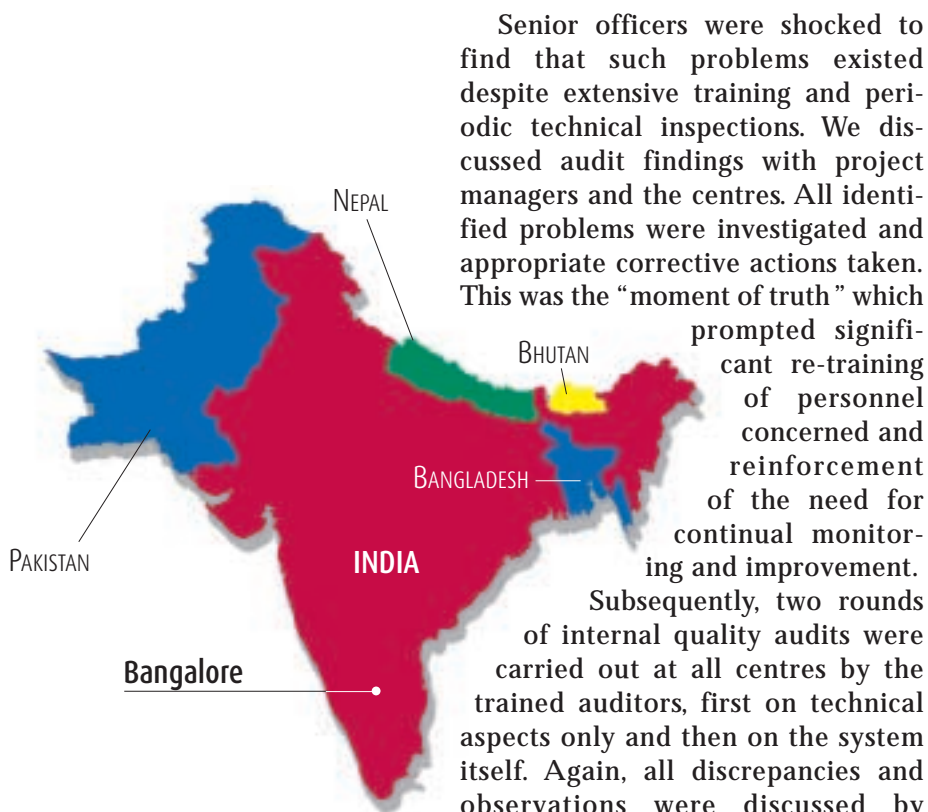 Senior officers were shocked to
find that such problems existed
despite extensive training and peri-
odic technical inspections. We dis-
cussed audit findings with project
managers and the centres. All identi-
fied problems were investigated and
appropriate corrective actions taken.
This was the “moment of truth” which
prompted signifi-
cant re-training
of personnel
concerned and
reinforcement
of the need for
continual monitor-
ing and improvement.
Subsequently, two rounds
of internal quality audits were
carried out at all centres by the
trained auditors, first on technical
aspects only and then on the system
itself. Again, all discrepancies and
observations were discussed by
NEPAL
BHUTAN
BANGLADESH
PAKISTAN
INDIA
Bangalore